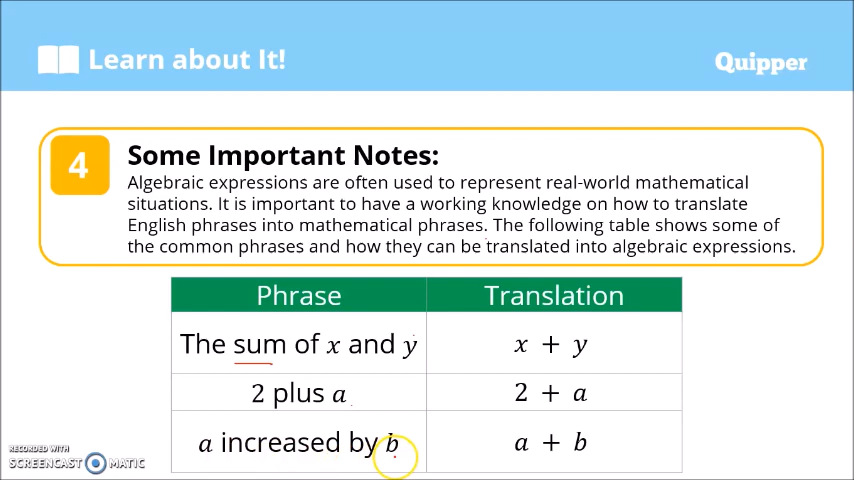 Learn about It!
Quipper
4
Some Important Notes:
Algebraic expressions are often used to represent real-world mathematical
situations. It is important to have a working knowledge on how to translate
English phrases into mathematical phrases. The following table shows some of
the common phrases and how they can be translated into algebraic expressions.
Phrase Translation
The sum of x and y x + y
2 plus a 2 + a
a increased by b a + b
RECORDED WITH
SCREENCAST MATIC